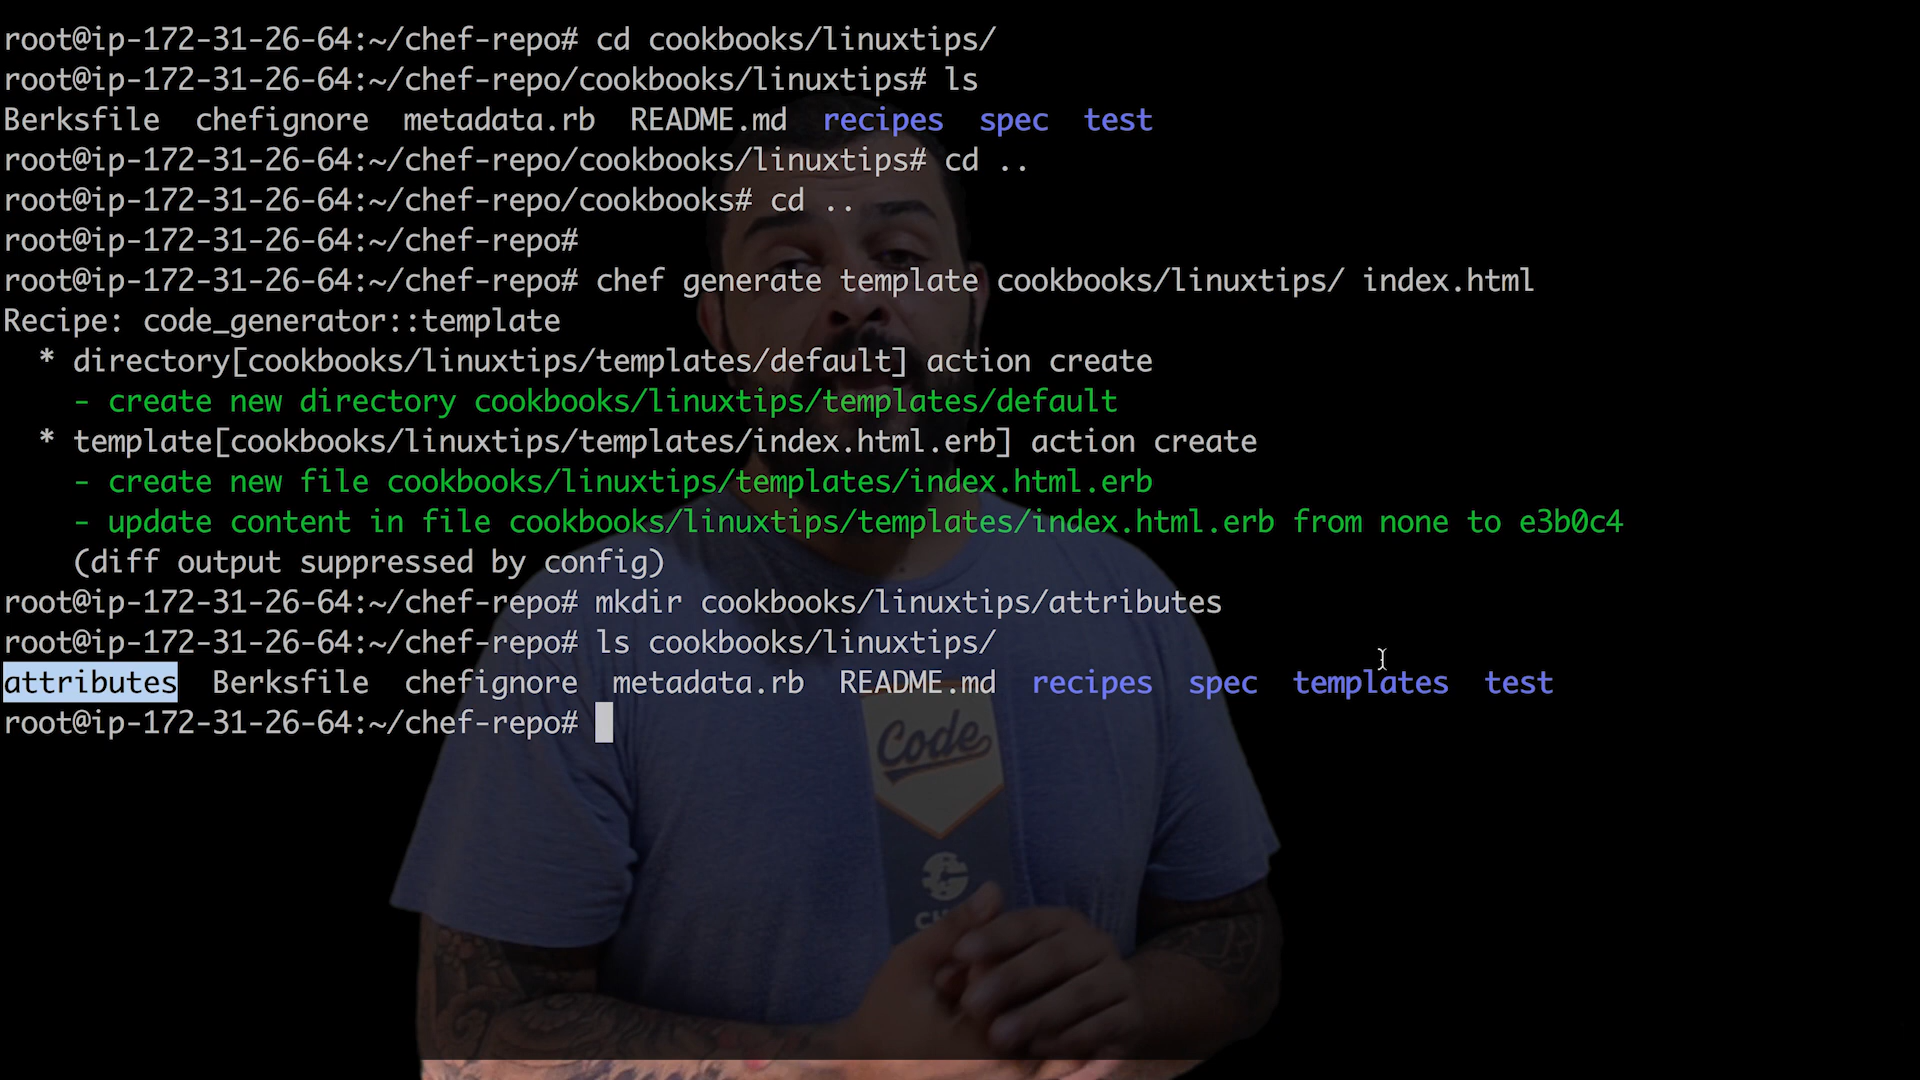 root@ip-172-31-26-64:~/chef-repo# cd cookbooks/linuxtips/
root@ip-172-31-26-64:~/chef-repo/cookbooks/linuxtips# ls
Berksfile  chefignore  metadata.rb  README.md  recipes  spec  test
root@ip-172-31-26-64:~/chef-repo/cookbooks/linuxtips# cd ..
root@ip-172-31-26-64:~/chef-repo/cookbooks# cd ..
root@ip-172-31-26-64:~/chef-repo#
root@ip-172-31-26-64:~/chef-repo# chef generate template cookbooks/linuxtips/ index.html
Recipe: code_generator::template
  * directory[cookbooks/linuxtips/templates/default] action create
    - create new directory cookbooks/linuxtips/templates/default
  * template[cookbooks/linuxtips/templates/index.html.erb] action create
    - create new file cookbooks/linuxtips/templates/index.html.erb
    - update content in file cookbooks/linuxtips/templates/index.html.erb from none to e3b0c4
    (diff output suppressed by config)
root@ip-172-31-26-64:~/chef-repo# mkdir cookbooks/linuxtips/attributes
root@ip-172-31-26-64:~/chef-repo# ls cookbooks/linuxtips/
attributes  Berksfile  chefignore  metadata.rb  README.md  recipes  spec  templates  test
root@ip-172-31-26-64:~/chef-repo#
Code